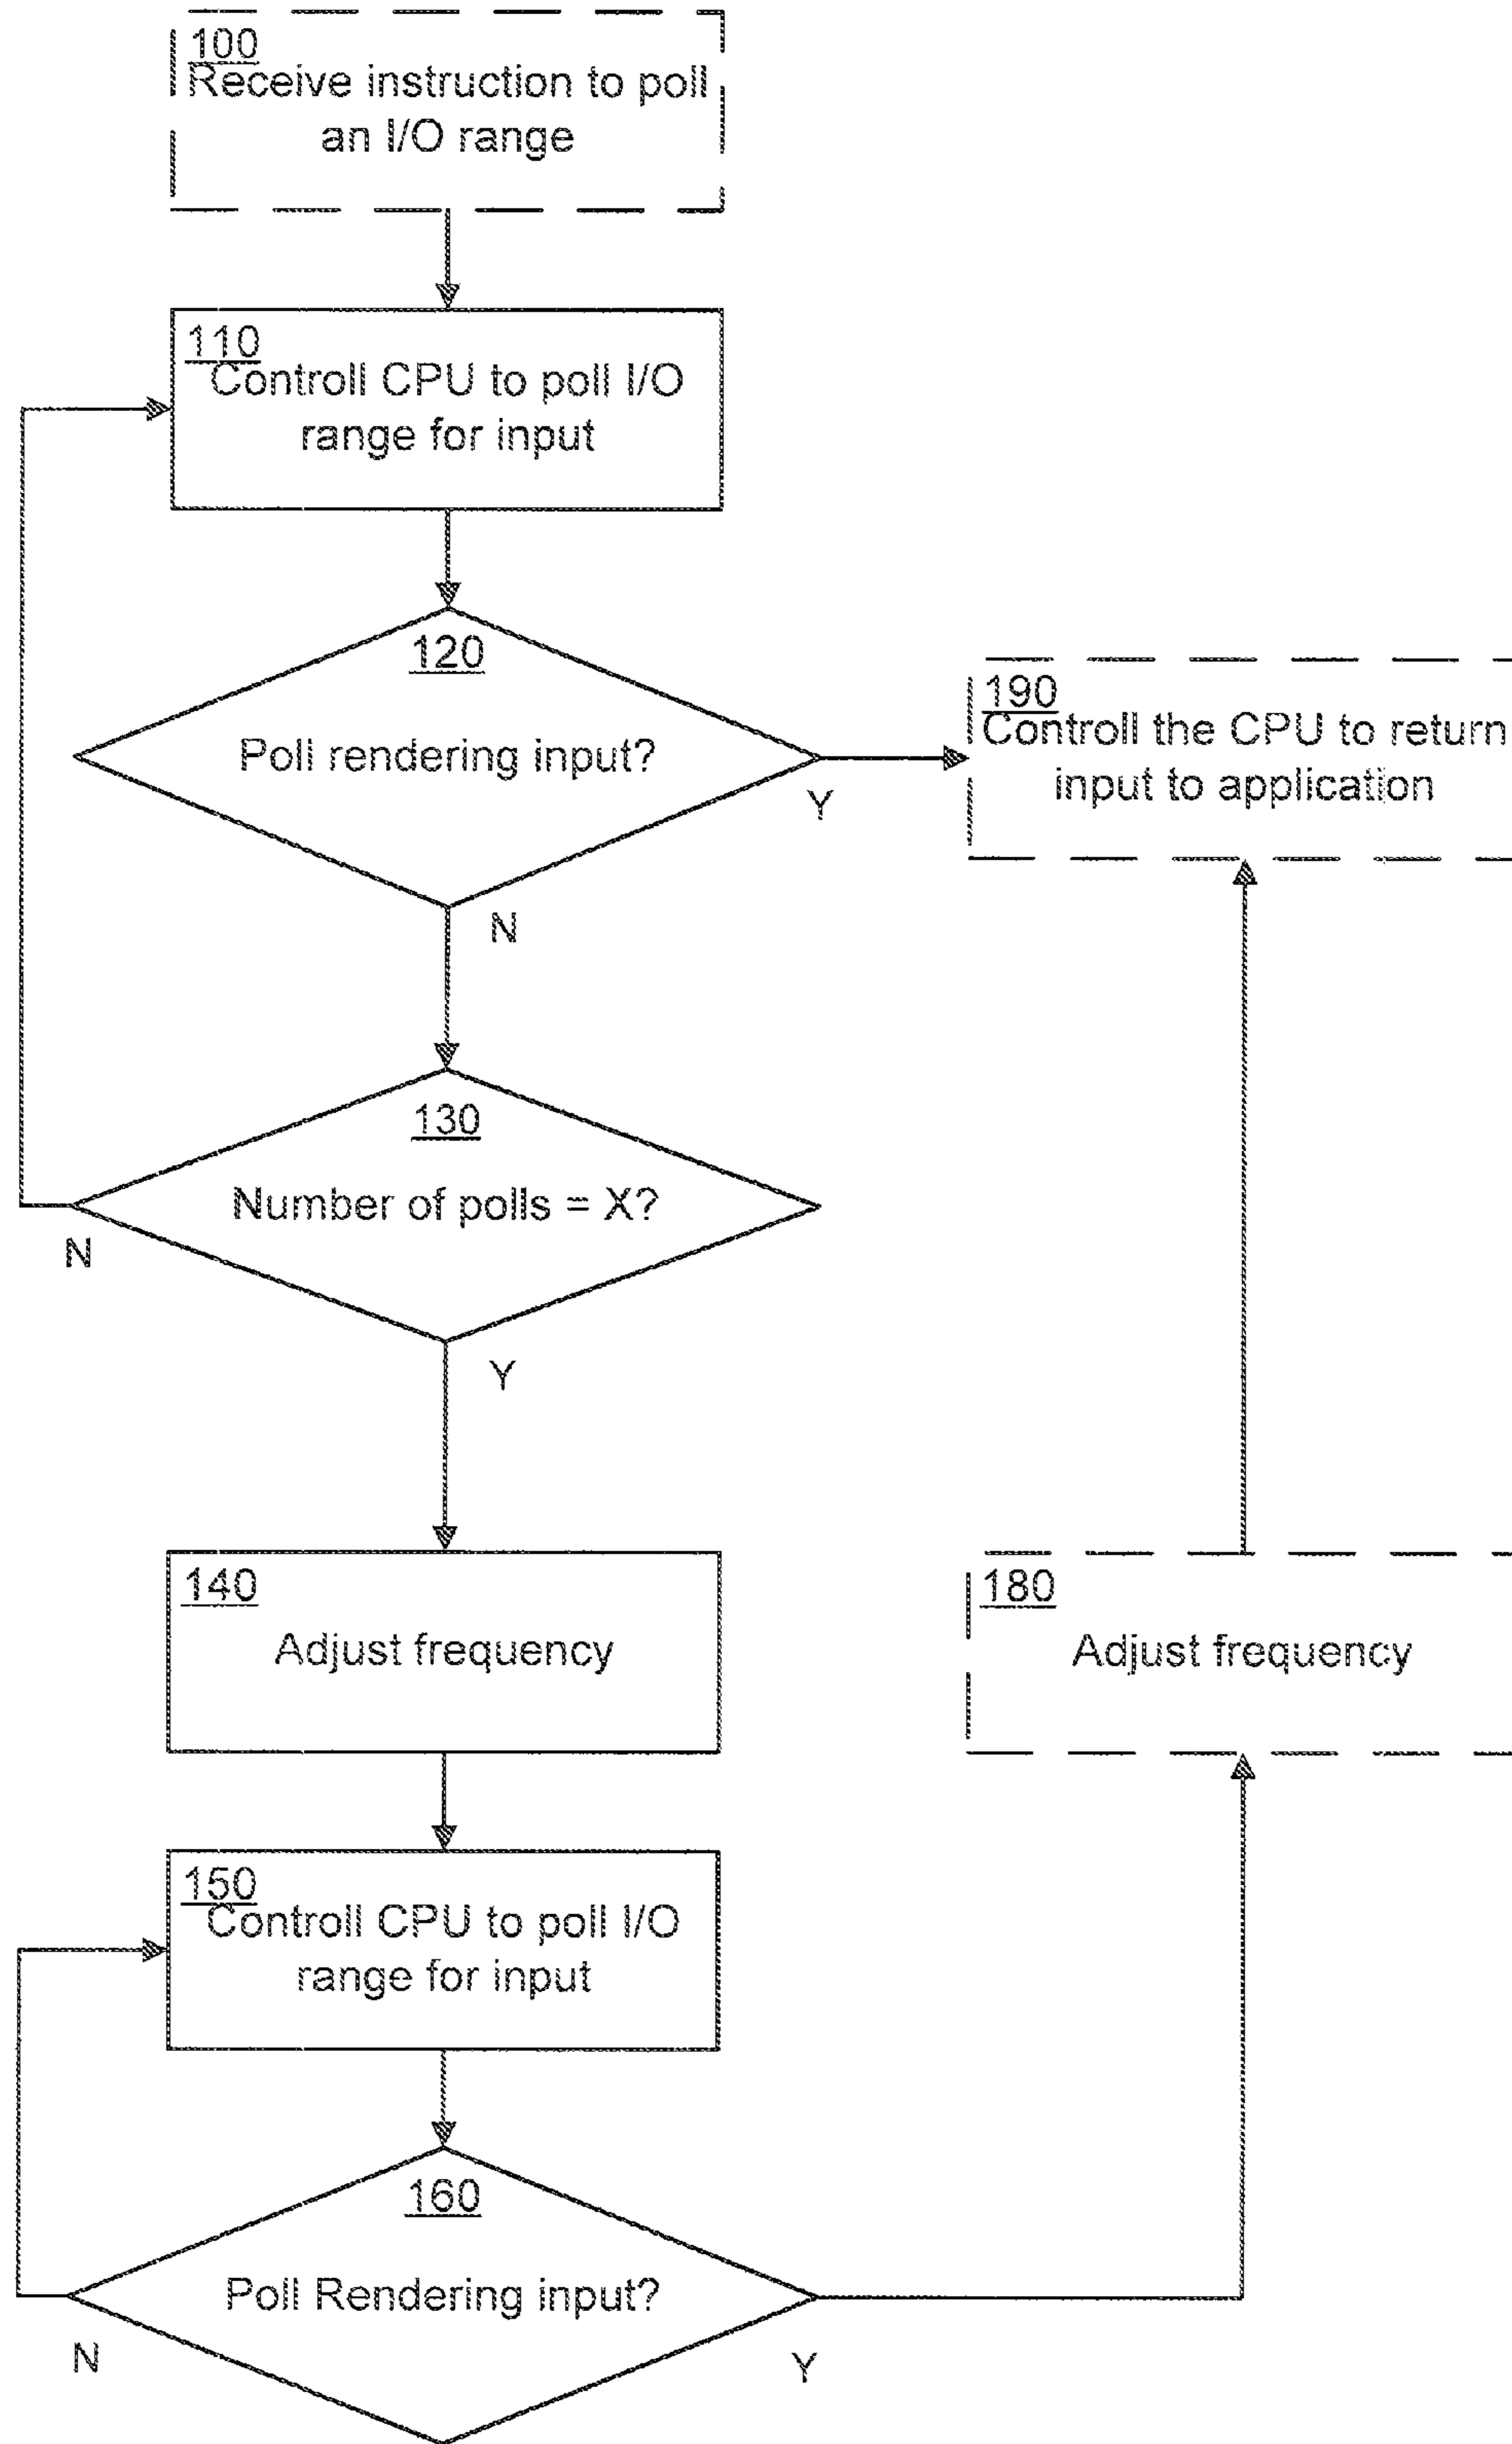 100
Receive instruction to poll
an I/O range
110
Controll CPU to poll I/O
range for input
120
Poll rendering input?
Y
N
190
Controll the CPU to return
input to application
130
Number of polls = X?
N
Y
140
Adjust frequency
180
Adjust frequency
150
Controll CPU to poll I/O
range for input
160
Poll Rendering input?
N
Y